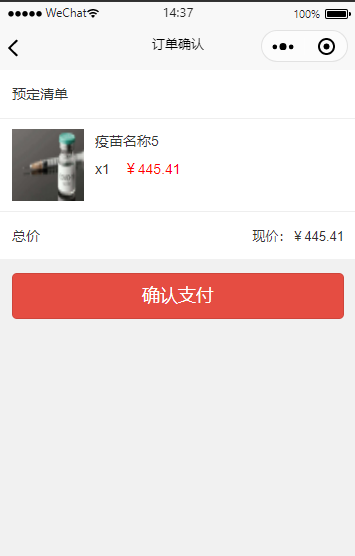 ●●●●● WeChat 14:37 100%
订单确认
预定清单
疫苗名称5
x1 ￥445.41
总价 现价：￥445.41
确认支付